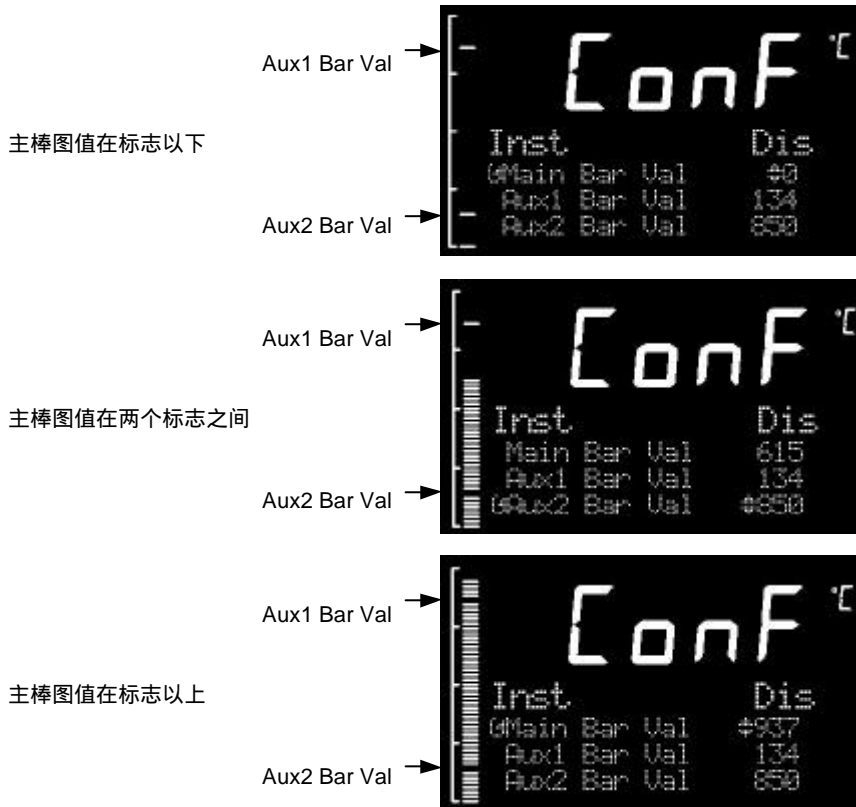 Aux1 Bar Val
ConF °C
主棒图值在标志以下
Inst Dis
Main Bar Val 0
Aux1 Bar Val 134
Aux2 Bar Val 850
Aux2 Bar Val
Aux1 Bar Val
ConF °C
主棒图值在两个标志之间
Inst Dis
Main Bar Val 615
Aux1 Bar Val 134
Aux2 Bar Val 850
Aux2 Bar Val
Aux1 Bar Val
ConF °C
主棒图值在标志以上
Inst Dis
Main Bar Val 937
Aux1 Bar Val 134
Aux2 Bar Val 850
Aux2 Bar Val